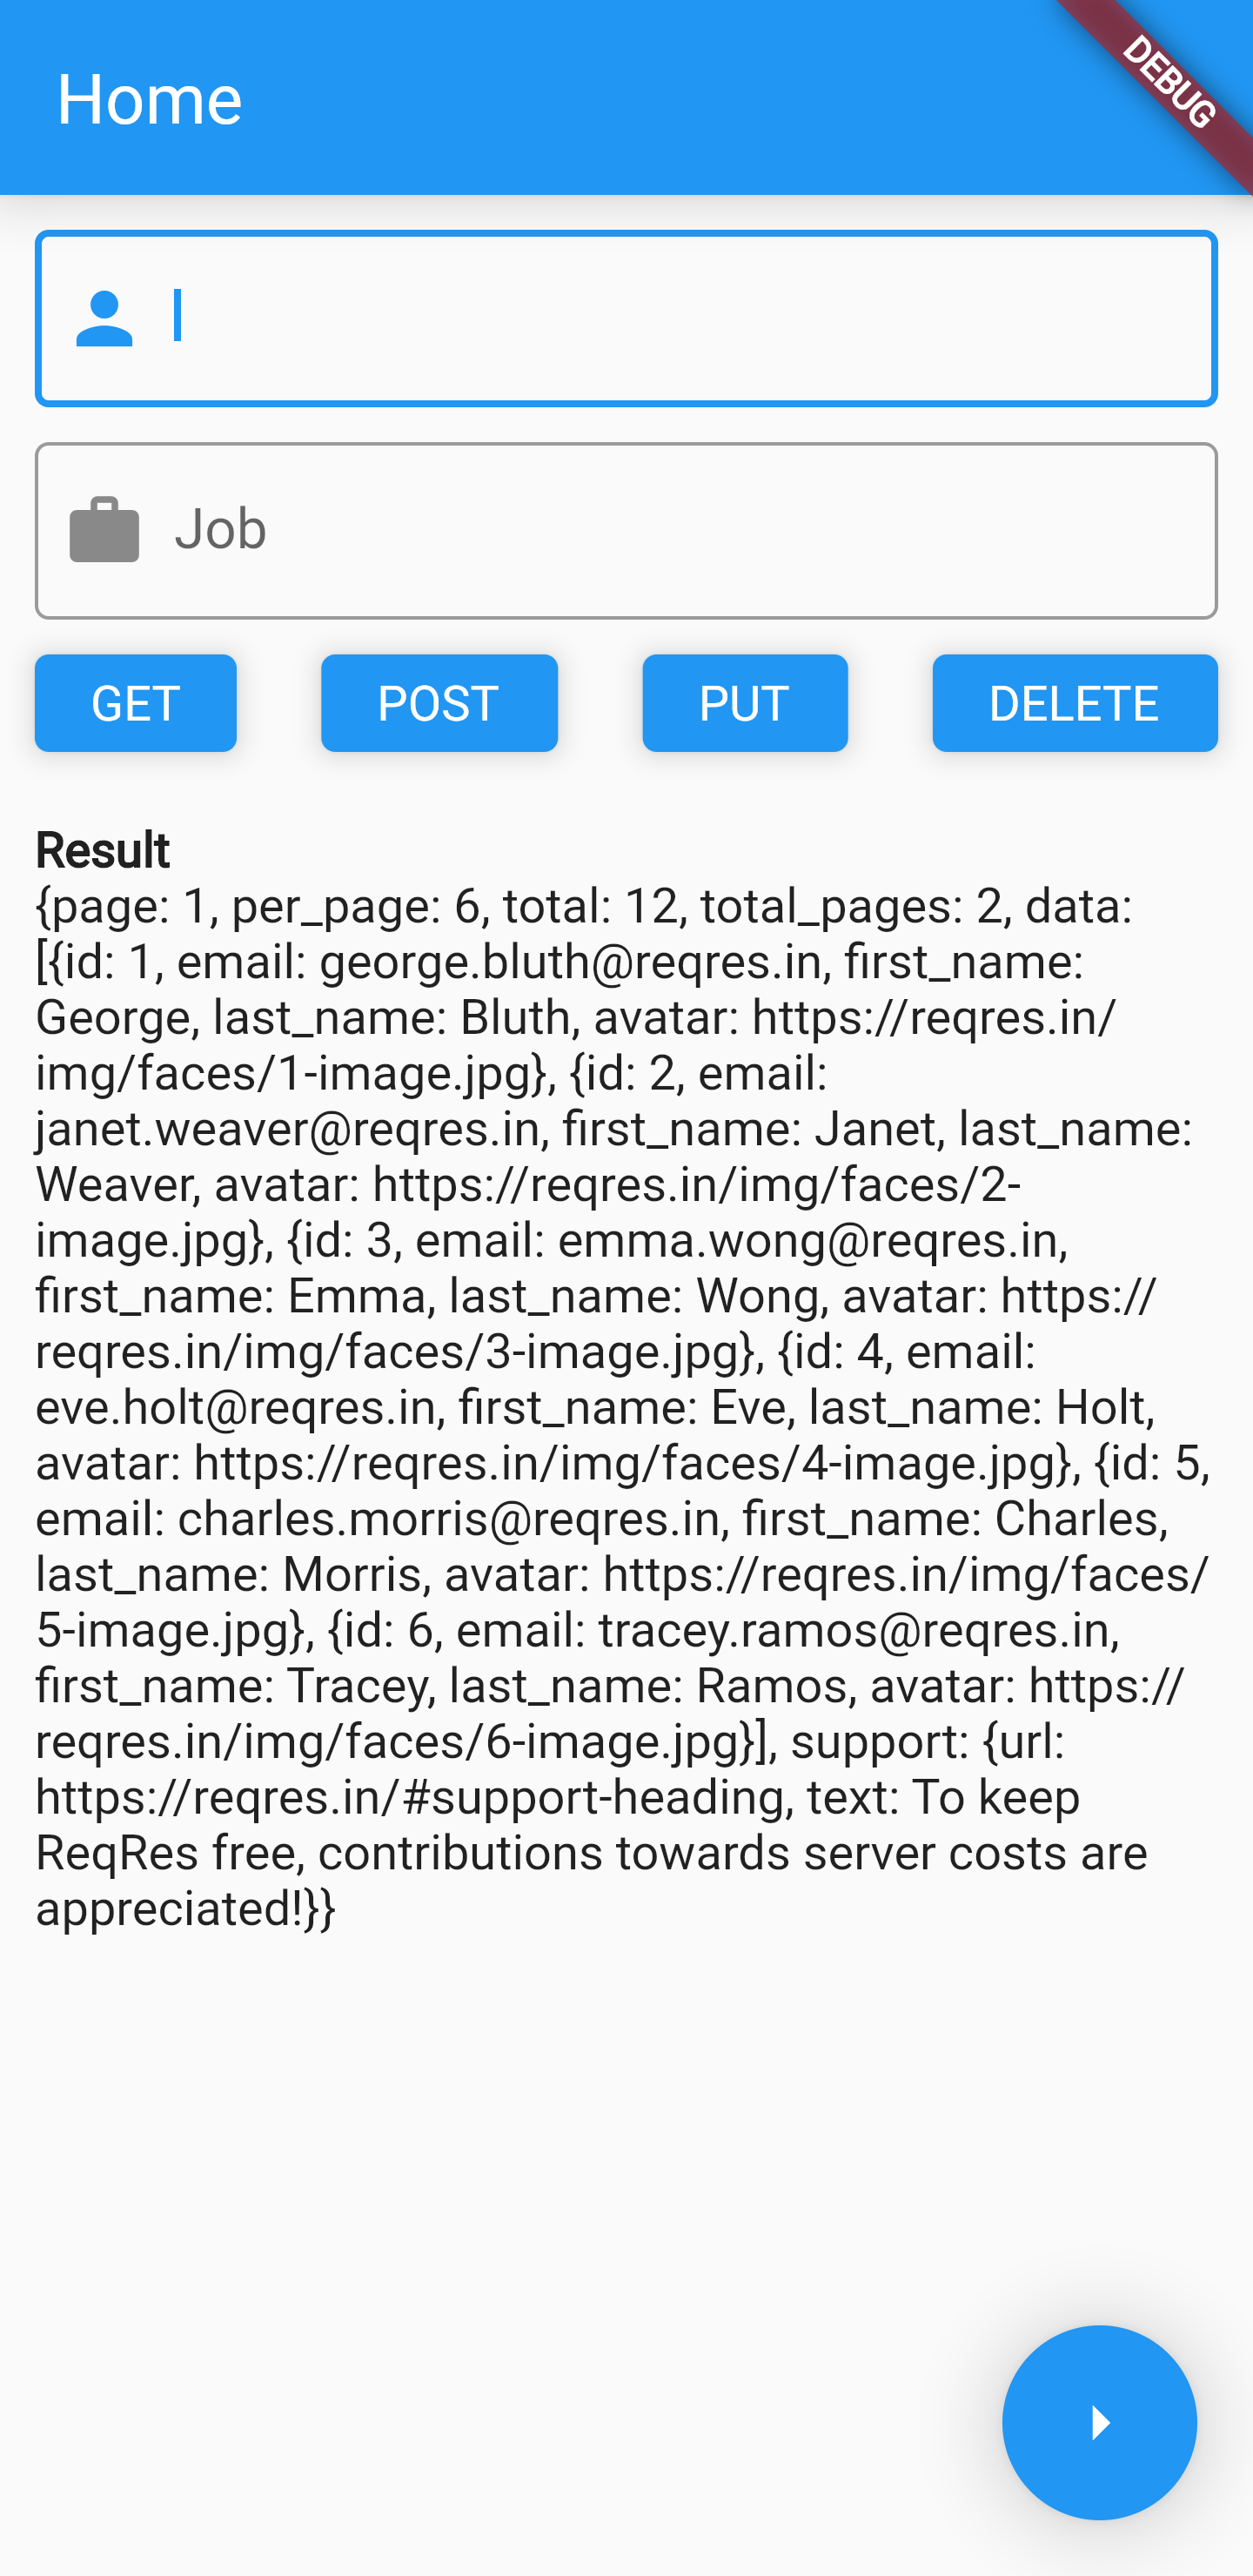 Home
DEBUG
Job
GET POST PUT DELETE
Result
{page: 1, per_page: 6, total: 12, total_pages: 2, data:
[{id: 1, email: george.bluth@reqres.in, first_name:
George, last_name: Bluth, avatar: https://reqres.in/
img/faces/1-image.jpg}, {id: 2, email:
janet.weaver@reqres.in, first_name: Janet, last_name:
Weaver, avatar: https://reqres.in/img/faces/2-
image.jpg}, {id: 3, email: emma.wong@reqres.in,
first_name: Emma, last_name: Wong, avatar: https://
reqres.in/img/faces/3-image.jpg}, {id: 4, email:
eve.holt@reqres.in, first_name: Eve, last_name: Holt,
avatar: https://reqres.in/img/faces/4-image.jpg}, {id: 5,
email: charles.morris@reqres.in, first_name: Charles,
last_name: Morris, avatar: https://reqres.in/img/faces/
5-image.jpg}, {id: 6, email: tracey.ramos@reqres.in,
first_name: Tracey, last_name: Ramos, avatar: https://
reqres.in/img/faces/6-image.jpg}], support: {url:
https://reqres.in/#support-heading, text: To keep
ReqRes free, contributions towards server costs are
appreciated!}}